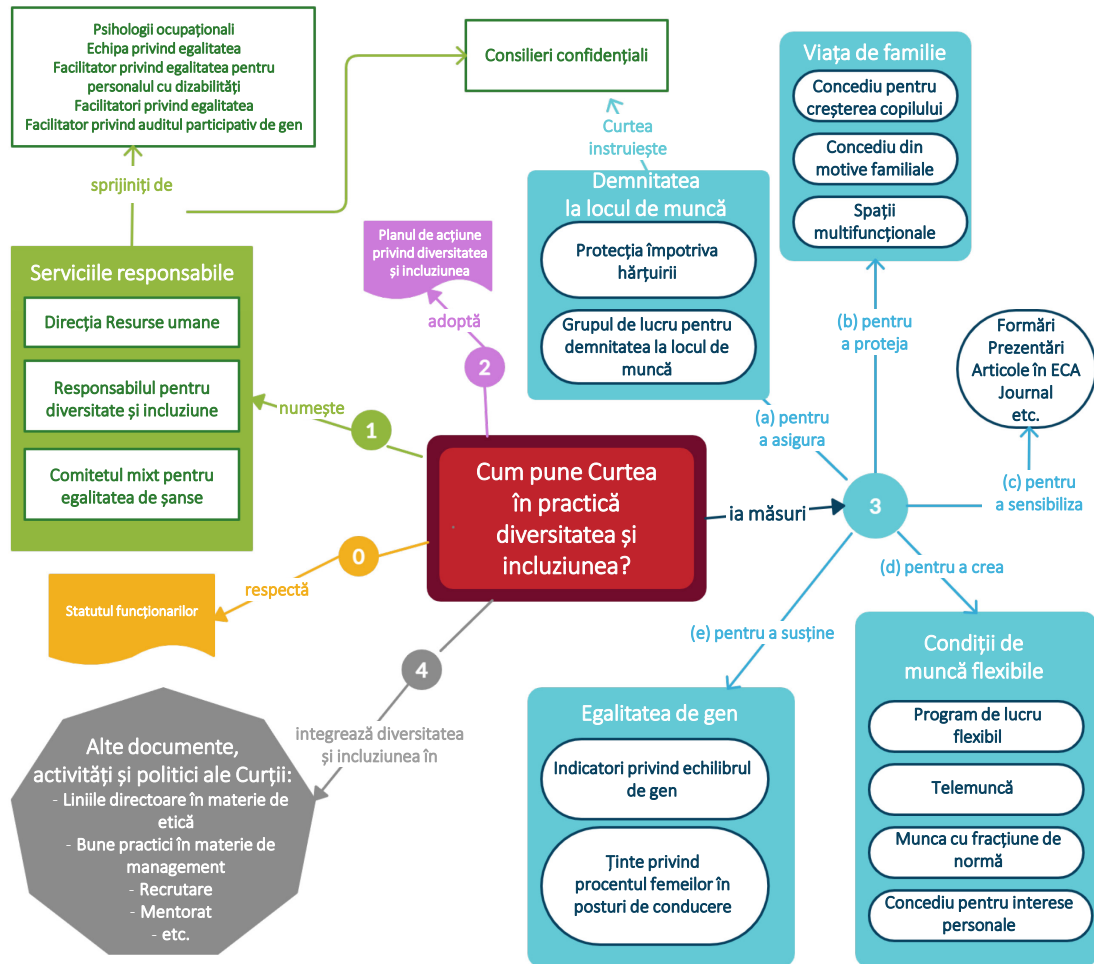 Psihologii ocupaționali
Echipa privind egalitatea
Facilitator privind egalitatea pentru
personalul cu dizabilități
Facilitatori privind egalitatea
Facilitator privind auditul participativ de gen
Consilieri confidențiali
sprijiniți de
Curtea
instruiește
Serviciile responsabile
Direcția Resurse umane
Responsabilul pentru
diversitate și incluziune
Comitetul mixt pentru
egalitatea de șanse
numește
1
Planul de acțiune
privind diversitatea
și incluziunea
adoptă
2
Demnitatea
la locul de muncă
Protecția împotriva
hărțuirii
Grupul de lucru pentru
demnitatea la locul de
muncă
(a) pentru
a asigura
Viața de familie
Concediu pentru
creșterea copilului
Concediu din
motive familiale
Spații
multifuncționale
(b) pentru
a proteja
Formări
Prezentări
Articole în ECA
Journal
etc.
(c) pentru
a sensibiliza
Cum pune Curtea
în practică
diversitatea și
incluziunea?
ia măsuri
3
0
respectă
Statutul funcționarilor
4
integrează diversitatea
și incluziunea în
Alte documente,
activități și politici ale Curții:
- Liniile directoare în materie de
etică
- Bune practici în materie de
management
- Recrutare
- Mentorat
- etc.
(e) pentru a susține
Egalitatea de gen
Indicatori privind echilibrul
de gen
Ținte privind
procentul femeilor în
posturi de conducere
(d) pentru a crea
Condiții de
muncă flexibile
Program de lucru
flexibil
Telemuncă
Munca cu fracțiune de
normă
Concediu pentru interese
personale